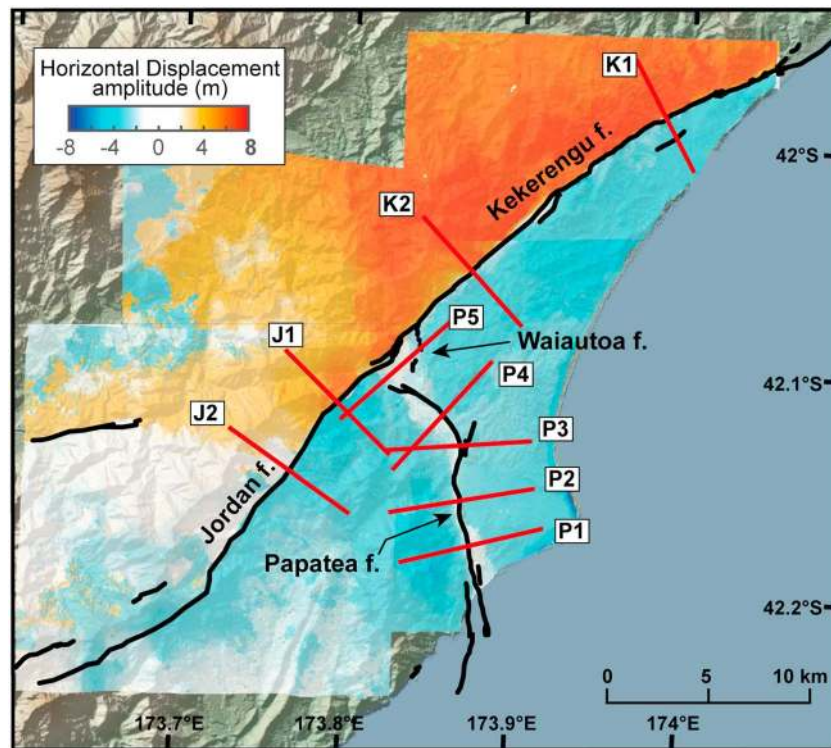 Horizontal Displacement
amplitude (m)
-8 -4 0 4 8
K1
Kekerengu f.
42°S
K2
P5
J1
Waiautoa f.
P4
42.1°S
J2
P3
Jordan f.
P2
P1
Papatea f.
42.2°S
0 5 10 km
173.7°E 173.8°E 173.9°E 174°E